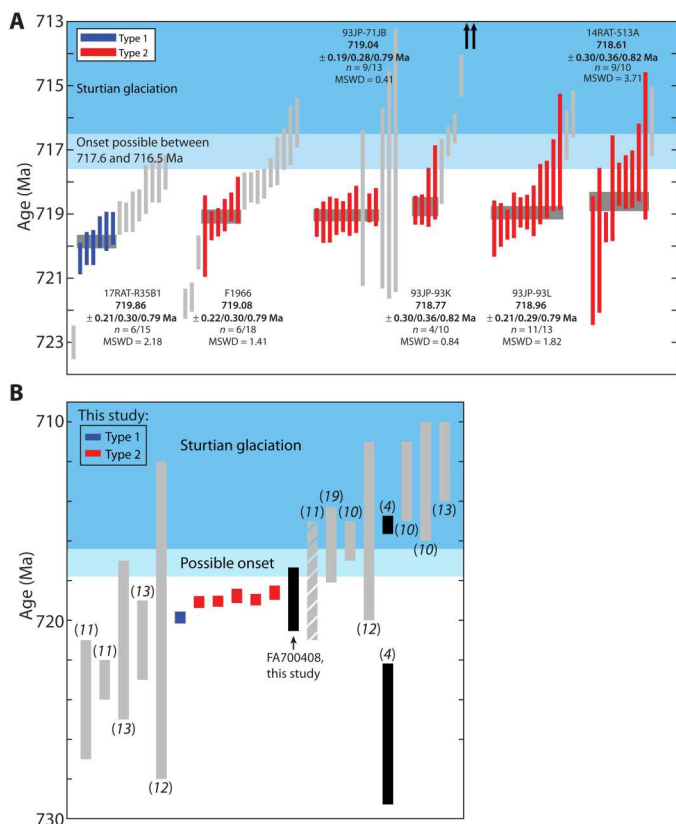 A
713
715
717
719
721
723
Age (Ma)
Type 1
Type 2
Sturtian glaciation
Onset possible between
717.6 and 716.5 Ma
93JP-71JB
719.04
± 0.19/0.28/0.79 Ma
n = 9/13
MSWD = 0.41
14RAT-513A
718.61
± 0.30/0.36/0.82 Ma
n = 9/10
MSWD = 3.71
17RAT-R35B1
719.86
± 0.21/0.30/0.79 Ma
n = 6/15
MSWD = 2.18
F1966
719.08
± 0.22/0.30/0.79 Ma
n = 6/18
MSWD = 1.41
93JP-93K
718.77
± 0.30/0.36/0.82 Ma
n = 4/10
MSWD = 0.84
93JP-93L
718.96
± 0.21/0.29/0.79 Ma
n = 11/13
MSWD = 1.82
B
710
720
730
Age (Ma)
This study:
Type 1
Type 2
Sturtian glaciation
Possible onset
(11)
(11)
(13)
(13)
(12)
FA700408,
this study
(11)
(19)
(10)
(12)
(4)
(4)
(10)
(10)
(13)